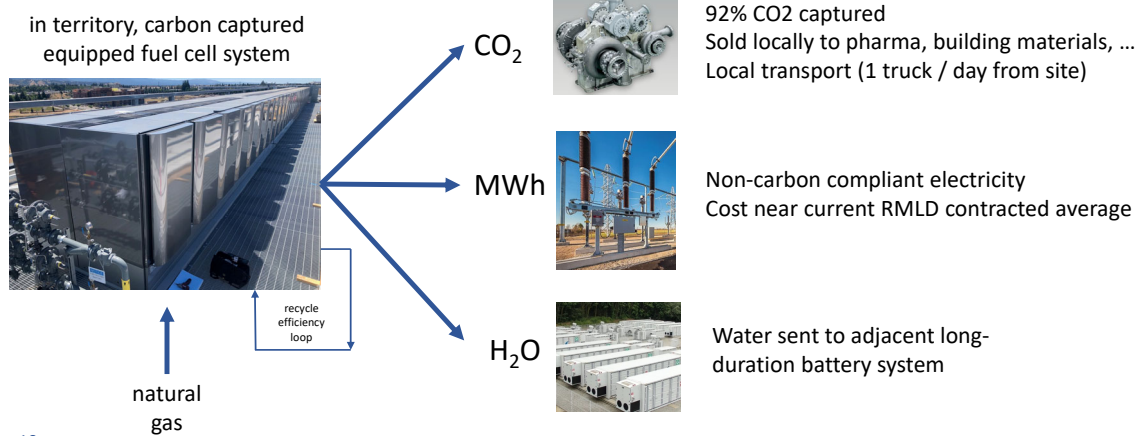 in territory, carbon captured
equipped fuel cell system
CO₂
92% CO2 captured
Sold locally to pharma, building materials, …
Local transport (1 truck / day from site)
MWh
Non-carbon compliant electricity
Cost near current RMLD contracted average
recycle
efficiency
loop
H₂O
Water sent to adjacent long-
duration battery system
natural
gas